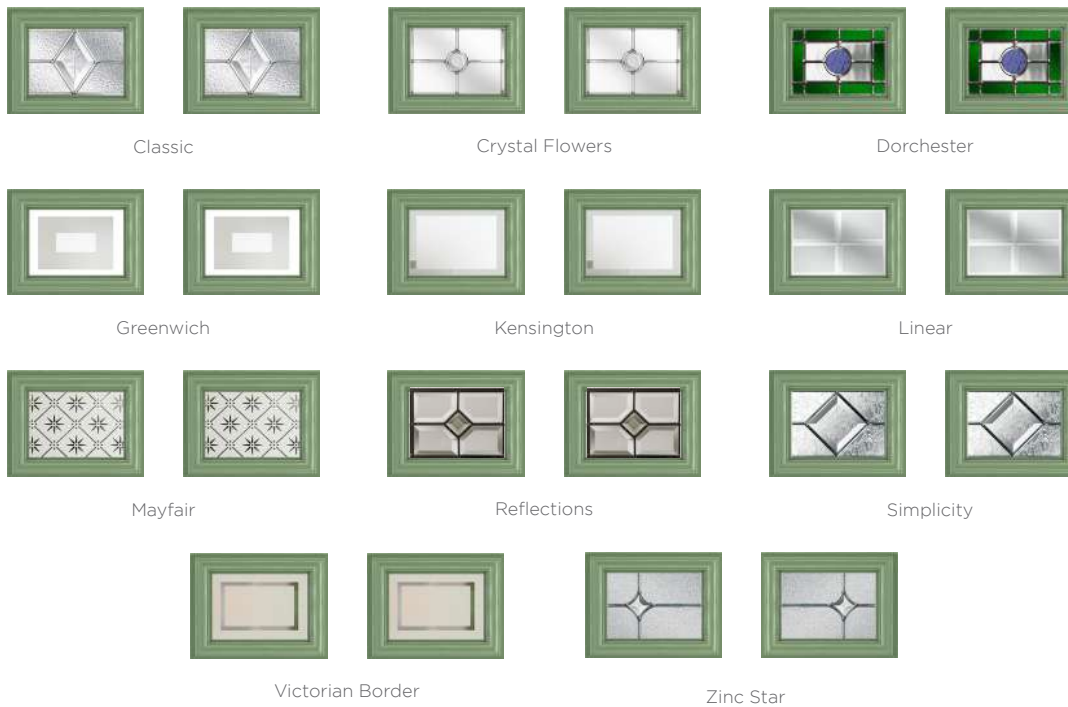 Classic
Crystal Flowers
Dorchester
Greenwich
Kensington
Linear
Mayfair
Reflections
Simplicity
Victorian Border
Zinc Star